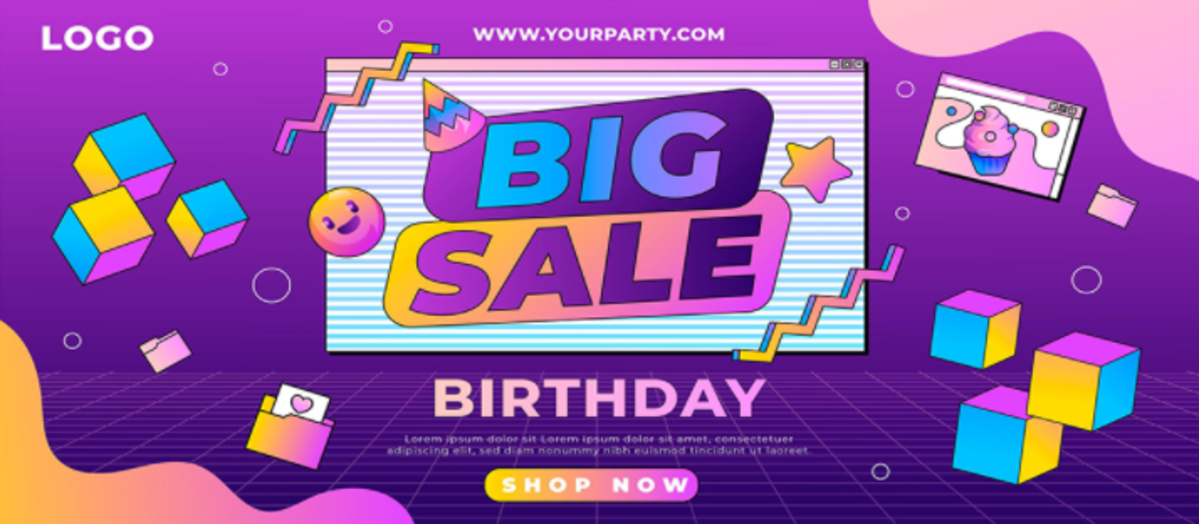 LOGO
WWW.YOURPARTY.COM
BIG
SALE
BIRTHDAY
Lorem ipsum dolor sit Lorem ipsum dolor sit amet, consectetuer
adipiscing elit, sed diam nonummy nibh euismod tincidunt ut laoreet.
SHOP NOW